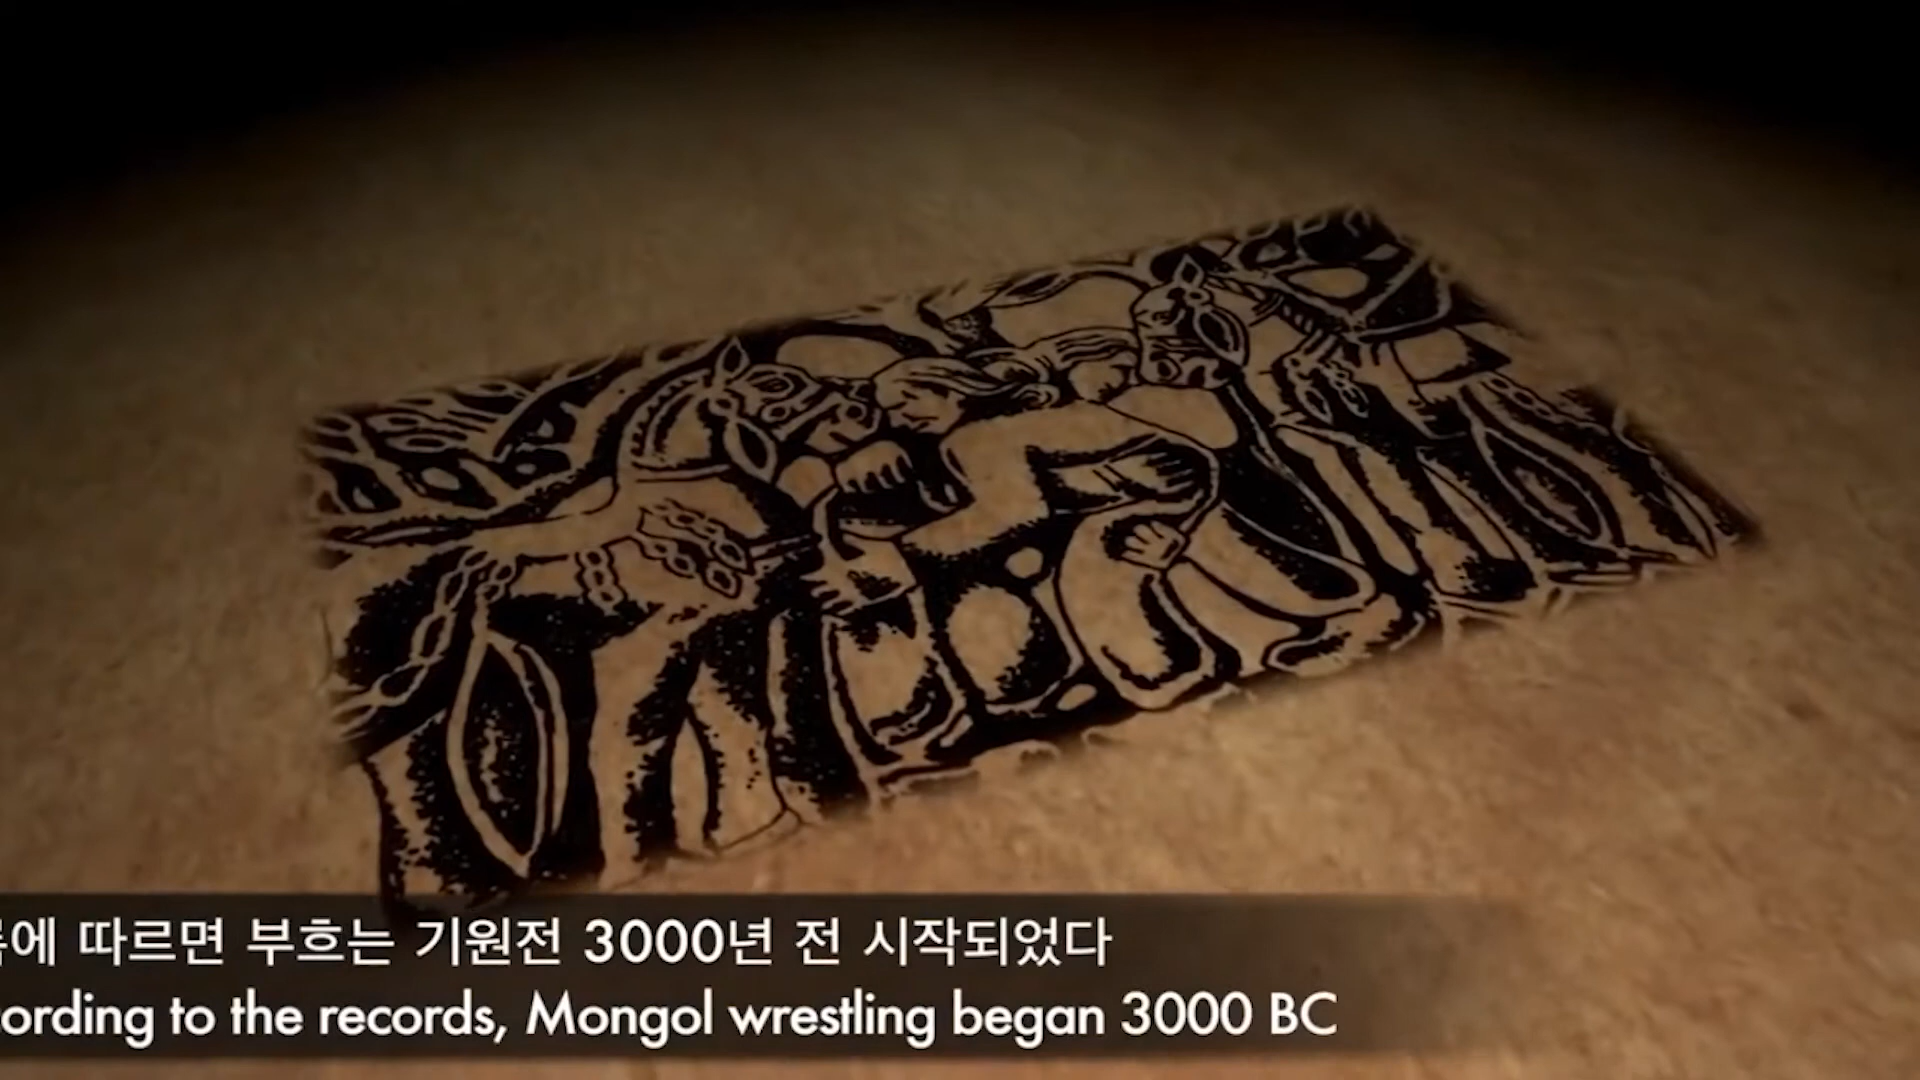 에 따르면 부흐는 기원전 3000년 전 시작되었다
ording to the records, Mongol wrestling began 3000 BC